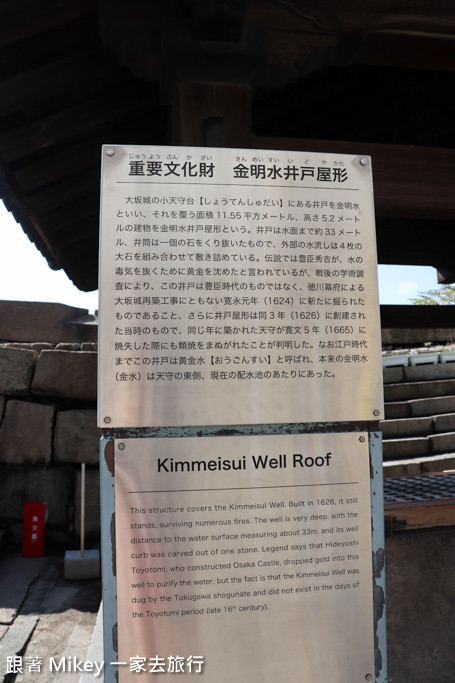 じゅうようぶんかざい　きんめいすいいどやかた
重要文化財　金明水井戸屋形
大坂城の小天守台【しょうてんしゅだい】にある井戸を金明水
といい、それを覆う面積 11.55 平方メートル、高さ 5.2 メート
ルの建物を金明水井戸屋形という。井戸は水面まで約 33 メート
ル、井筒は一個の石をくり抜いたもので、外部の水流しは 4 枚の
大石を組み合わせて敷き詰めている。伝説では豊臣秀吉が、水の
毒気を抜くために黄金を沈めたと言われているが、戦後の学術調
査により、この井戸は豊臣時代のものではなく、徳川幕府による
大坂城再築工事にともない寛永元年（1624）に新たに掘られた
ものであること、さらに井戸屋形は同 3 年（1626）に創建され
た当時のもので、同じ年に築かれた天守が寛文 5 年（1665）に
焼失した際にも類焼をまぬがれたことが判明した。なお江戸時代
までこの井戸は黄金水【おうごんすい】と呼ばれ、本来の金明水
（金水）は天守の東側、現在の配水池のあたりにあった。
Kimmeisui Well Roof
This structure covers the Kimmeisui Well. Built in 1626, it still
stands, surviving numerous fires. The well is very deep, with the
distance to the water surface measuring about 33m, and its well
curb was carved out of one stone. Legend says that Hideyoshi
Toyotomi, who constructed Osaka Castle, dropped gold into this
well to purify the water, but the fact is that the Kimmeisui Well was
dug by the Tokugawa shogunate and did not exist in the days of
the Toyotomi period (late 16th century).
跟著 Mikey 一家去旅行